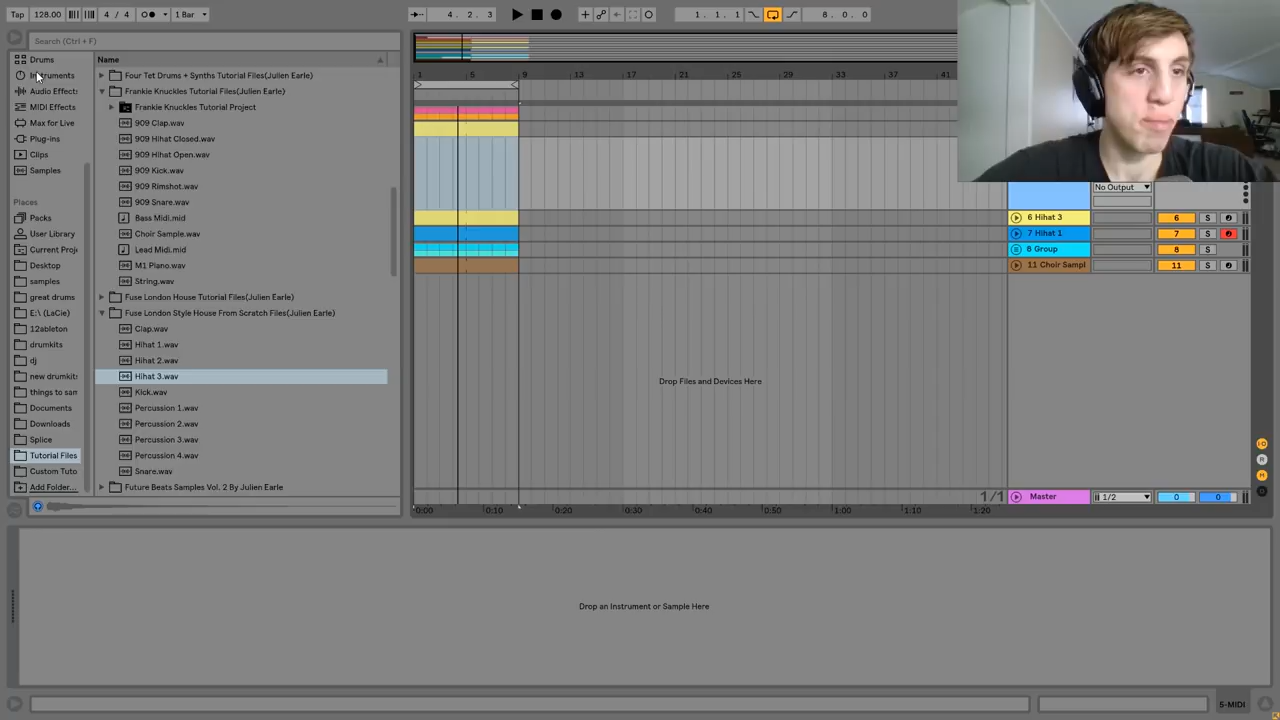 Tap 128.00 4 / 4 1 Bar 4. 2. 3 1. 1. 1 8. 0. 0
Search (Ctrl + F)
Drums
Instruments
Audio Effects
MIDI Effects
Max for Live
Plug-ins
Clips
Samples
Places
Packs
User Library
Current Proj
Desktop
samples
great drums
E:\ (LaCie)
12ableton
drumkits
dj
new drumkits
things to sam
Documents
Downloads
Splice
Tutorial Files
Custom Tuto
Add Folder...
Name
Four Tet Drums + Synths Tutorial Files(Julien Earle)
Frankie Knuckles Tutorial Files(Julien Earle)
Frankie Knuckles Tutorial Project
909 Clap.wav
909 Hihat Closed.wav
909 Hihat Open.wav
909 Kick.wav
909 Rimshot.wav
909 Snare.wav
Bass Midi.mid
Choir Sample.wav
Lead Midi.mid
M1 Piano.wav
String.wav
Fuse London House Tutorial Files(Julien Earle)
Fuse London Style House From Scratch Files(Julien Earle)
Clap.wav
Hihat 1.wav
Hihat 2.wav
Hihat 3.wav
Kick.wav
Percussion 1.wav
Percussion 2.wav
Percussion 3.wav
Percussion 4.wav
Snare.wav
Future Beats Samples Vol. 2 By Julien Earle
1 5 9 13 17 21 25 29 33 37 41
No Output
6 Hihat 3 6 S
7 Hihat 1 7 S
8 Group 8 S
11 Choir Sampl 11 S
Drop Files and Devices Here
1/1 Master 1/2 0 0
0:00 0:10 0:20 0:30 0:40 0:50 1:00 1:10 1:20
Drop an Instrument or Sample Here
5-MIDI